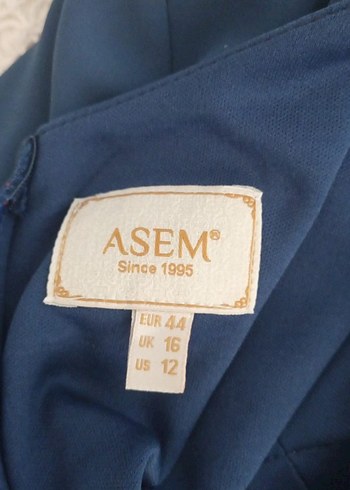 ASEM®
Since 1995
EUR 44
UK 16
US 12